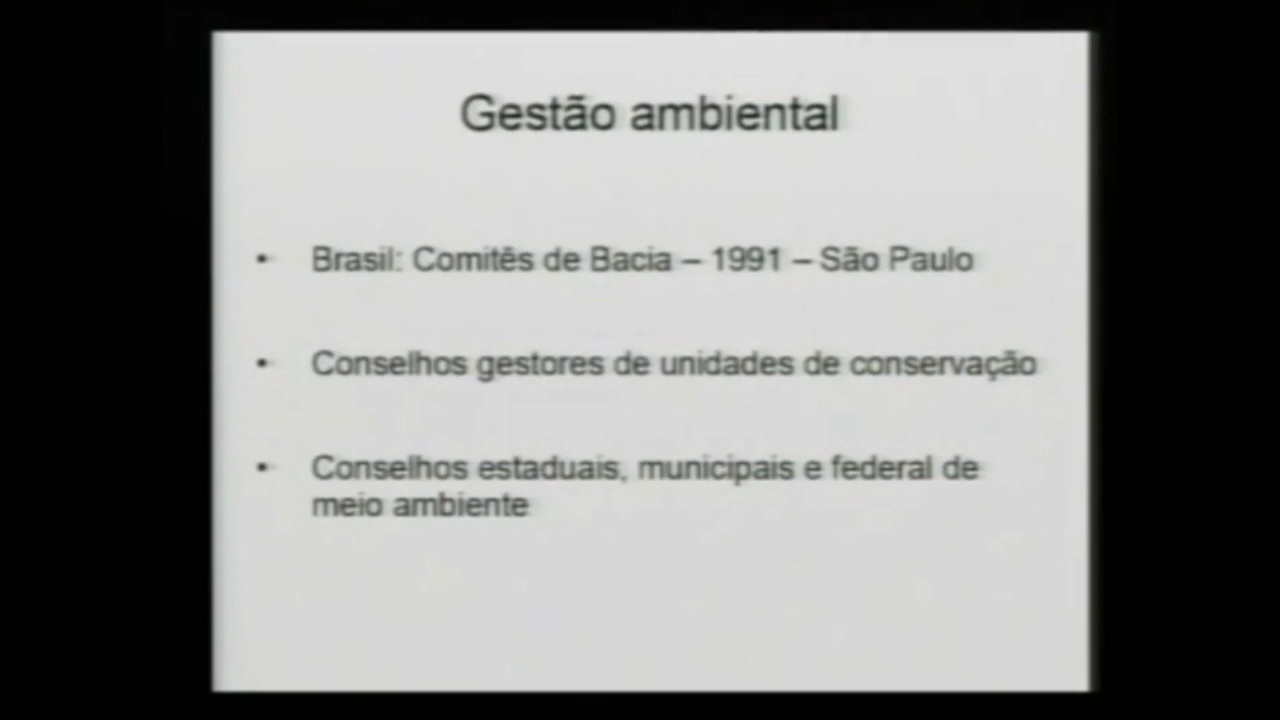 Gestão ambiental
• Brasil: Comitês de Bacia – 1991 – São Paulo
• Conselhos gestores de unidades de conservação
• Conselhos estaduais, municipais e federal de
meio ambiente